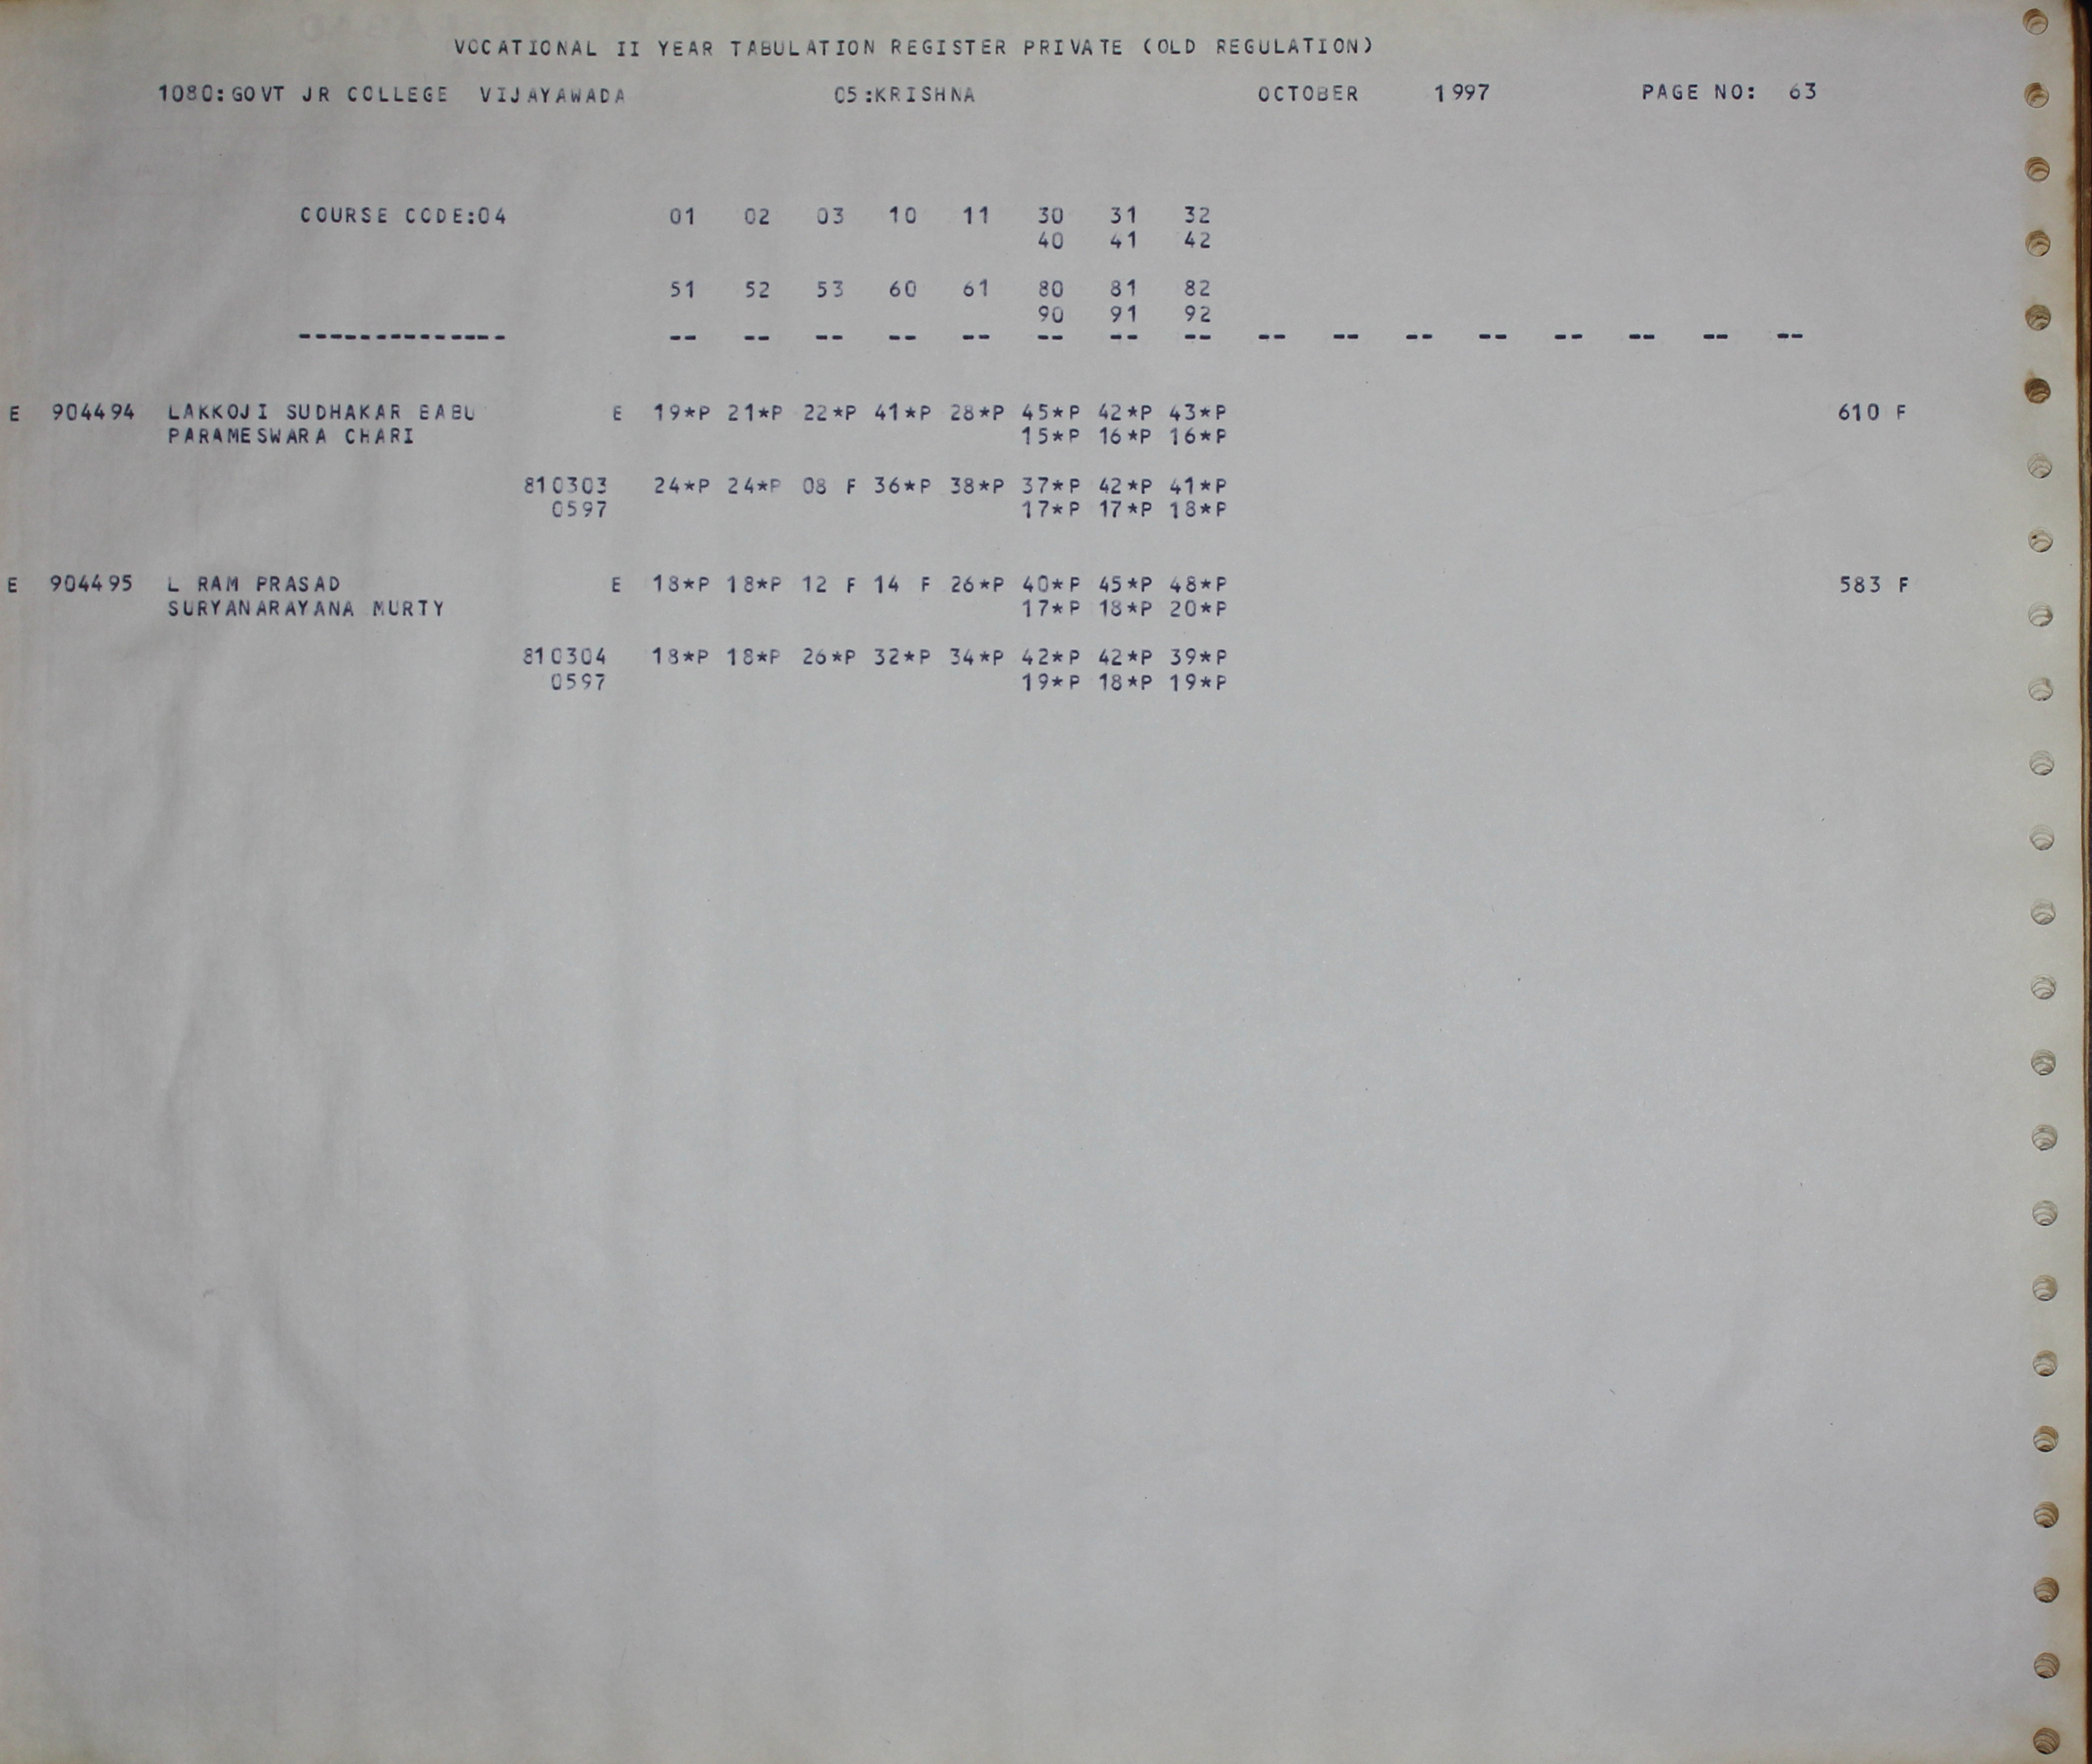 VOCATIONAL II YEAR TABULATION REGISTER PRIVATE (OLD REGULATION)
1080:GOVT JR COLLEGE VIJAYAWADA 05:KRISHNA OCTOBER 1997 PAGE NO: 63
COURSE CODE:04 01 02 03 10 11 30 31 32
40 41 42
51 52 53 60 61 80 81 82
90 91 92
-------------- -- -- -- -- -- -- -- -- -- -- -- -- -- -- -- --
E 904494 LAKKOJI SUDHAKAR BABU E 19*P 21*P 22*P 41*P 28*P 45*P 42*P 43*P 610 F
PARAMESWARA CHARI 15*P 16*P 16*P
810303 24*P 24*P 08 F 36*P 38*P 37*P 42*P 41*P
0597 17*P 17*P 18*P
E 904495 L RAM PRASAD E 18*P 18*P 12 F 14 F 26*P 40*P 45*P 48*P 583 F
SURYANARAYANA MURTY 17*P 18*P 20*P
810304 18*P 18*P 26*P 32*P 34*P 42*P 42*P 39*P
0597 19*P 18*P 19*P